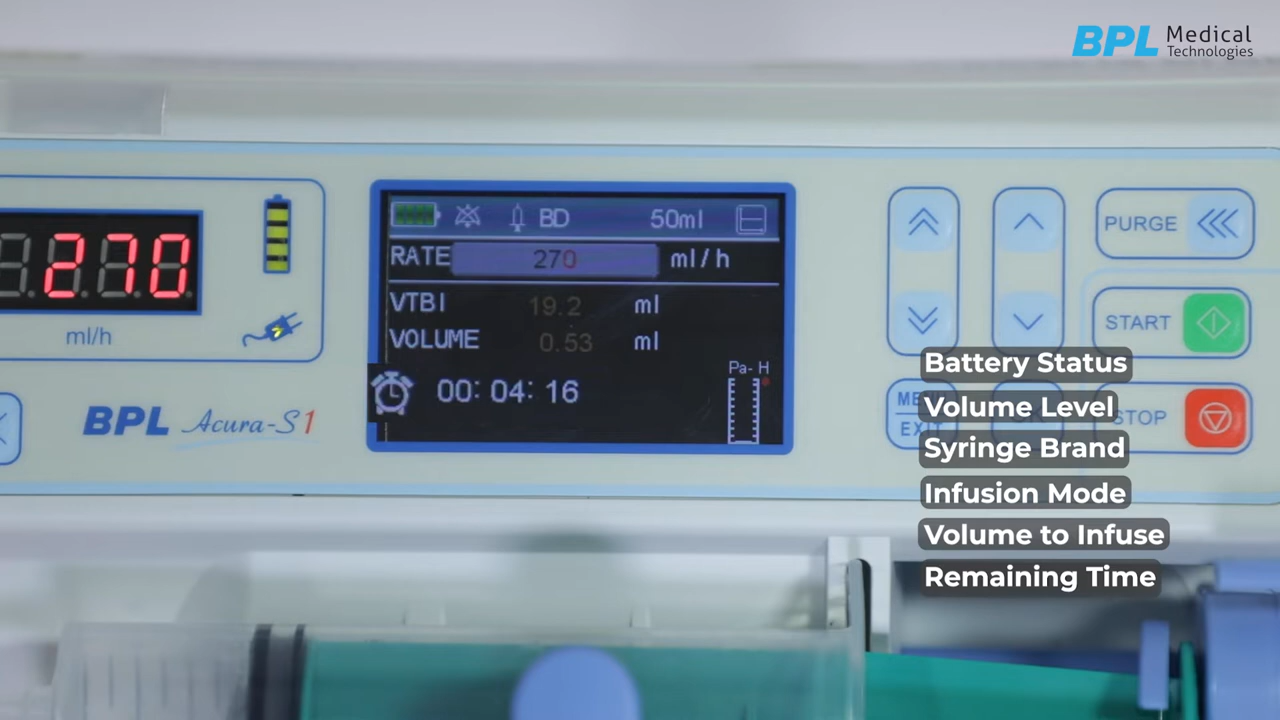 BPL Medical
Technologies
270
ml/h
BPL Acura-S1
BD 50ml
RATE 270 ml/h
VTBI 19.2 ml
VOLUME 0.53 ml
Pa- H
00:04:16
PURGE
START
STOP
Battery Status
Volume Level
Syringe Brand
Infusion Mode
Volume to Infuse
Remaining Time